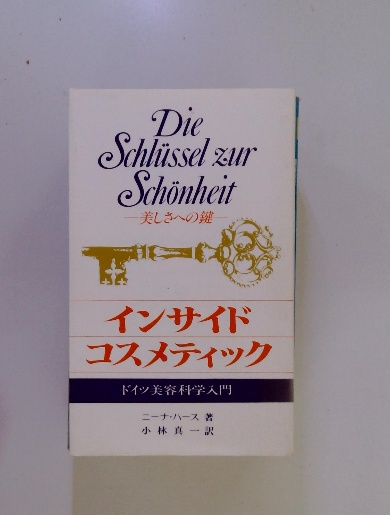 Die
Schlüssel zur
Schönheit
—美しさへの鍵—
インサイド
コスメティック
ドイツ美容科学入門
ニーナ・ハース 著
小林真一訳